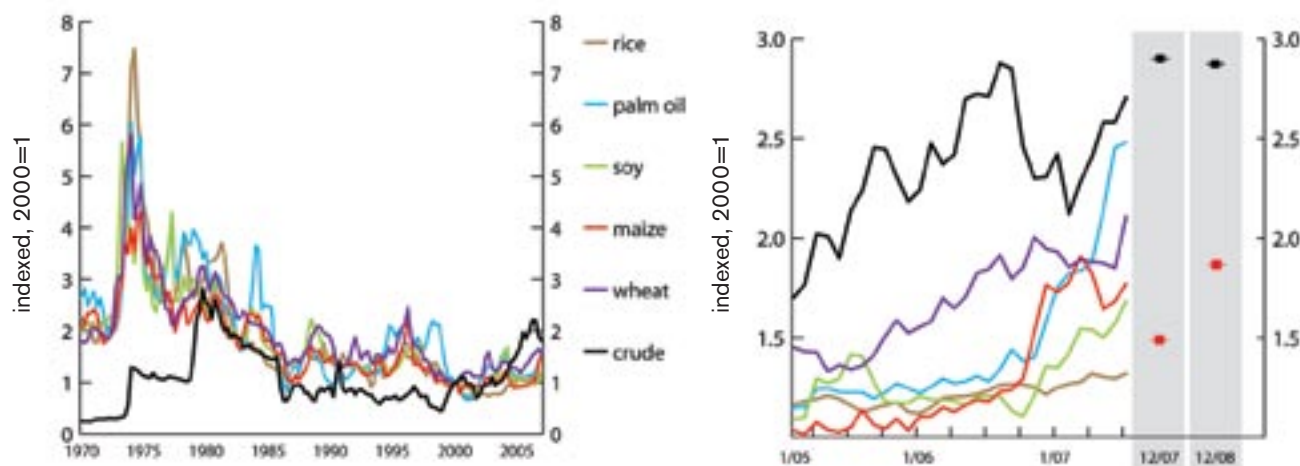 indexed, 2000=1
8
7
6
5
4
3
2
1
0
1970 1975 1980 1985 1990 1995 2000 2005
8
7
6
5
4
3
2
1
0
rice
palm oil
soy
maize
wheat
crude
indexed, 2000=1
3.0
2.5
2.0
1.5
1/05 1/06 1/07 12/07 12/08
3.0
2.5
2.0
1.5